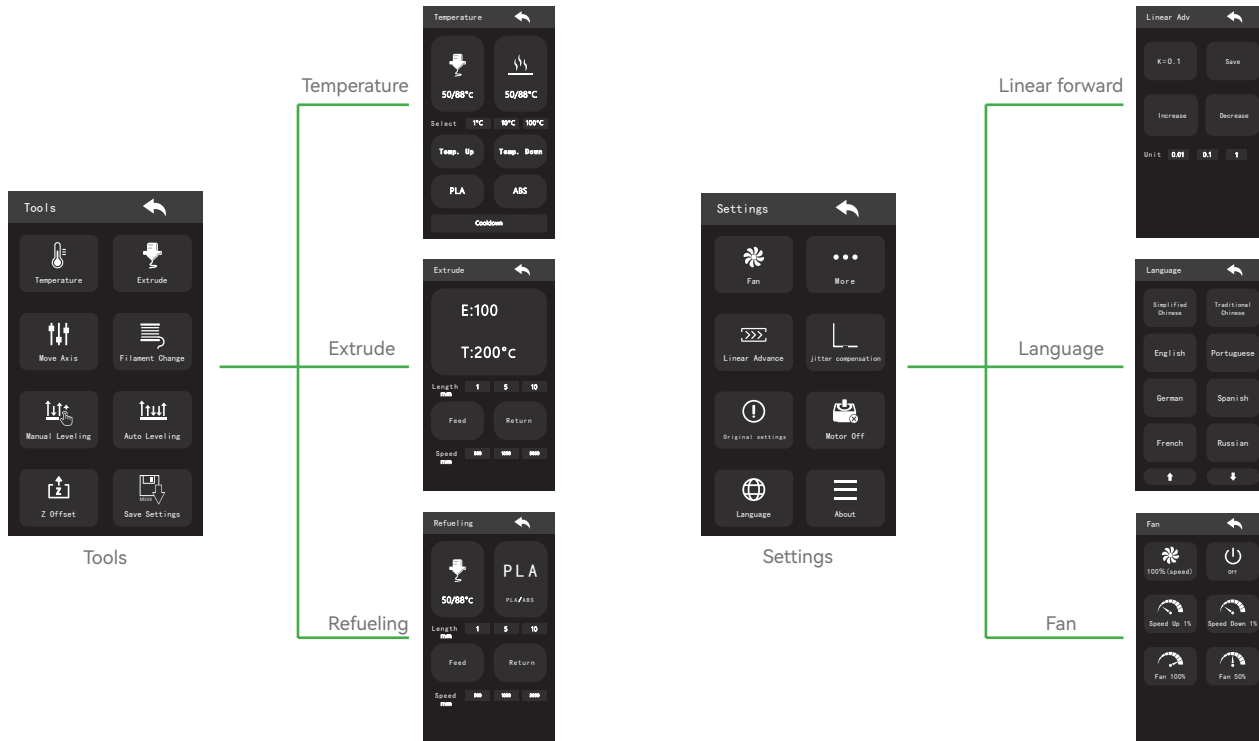 Temperature
50/88°c
50/88°C
Select 1°C 10°C 100°C
Temp. Up Temp. Down
PLA ABS
Cooldown
Temperature
Tools
Temperature Extrude
Move Axis Filament Change
Manual Leveling Auto Leveling
Z
Z Offset Save Settings
Tools
Extrude
Extrude
E:100
T:200°c
Length 1 5 10
mm
Feed Return
Speed
mm
Refueling
Refueling
50/88°c
PLA
PLA/ABS
Length 1 5 10
mm
Feed Return
Speed
mm
Settings
Fan More
Linear Advance jitter compensation
Original settings Motor Off
Language About
Settings
Linear forward
Linear Adv
K=0.1 Save
Increase Decrease
Unit 0.01 0.1 1
Language
Language
Simplified Chinese
Traditional Chinese
English Portuguese
German Spanish
French Russian
Fan
Fan
100%(speed) Off
Speed Up 1% Speed Down 1%
Fan 100% Fan 50%